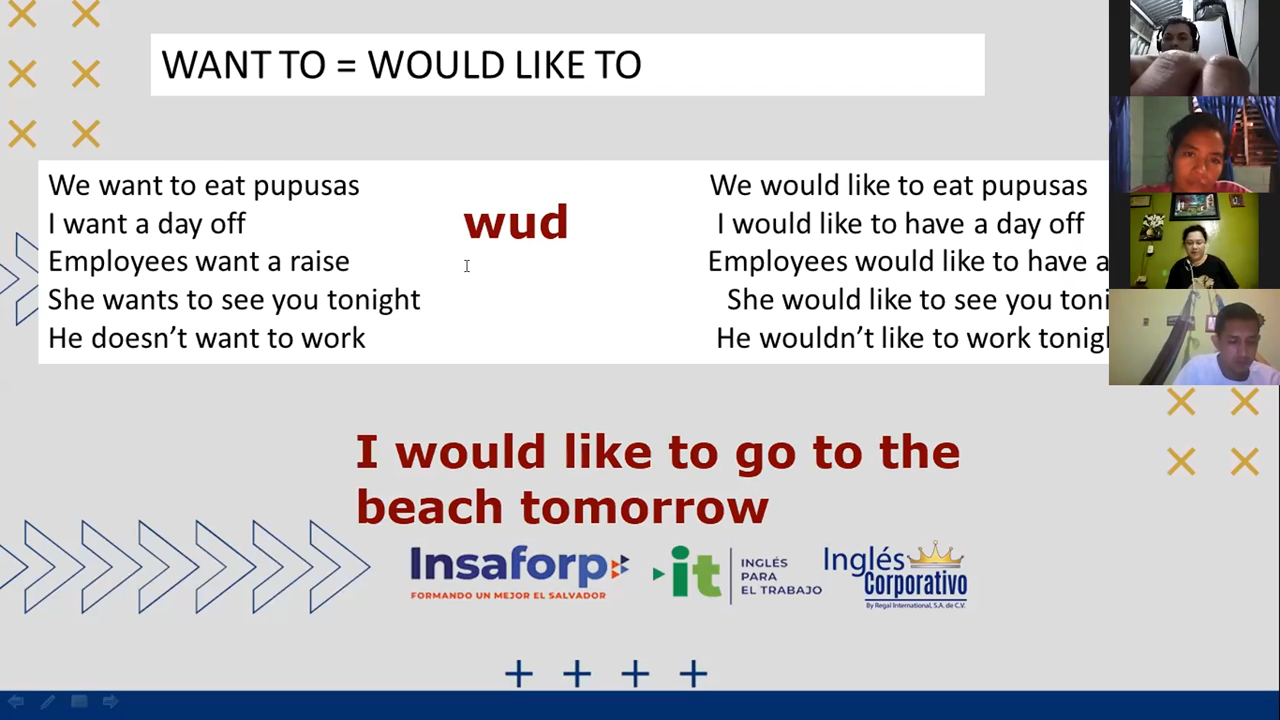 WANT TO = WOULD LIKE TO
We want to eat pupusas
I want a day off
Employees want a raise
She wants to see you tonight
He doesn't want to work
wud
We would like to eat pupusas
I would like to have a day off
Employees would like to have a
She would like to see you toni
He wouldn't like to work tonigh
I would like to go to the
beach tomorrow
Insaforp
FORMANDO UN MEJOR EL SALVADOR
it
INGLÉS
PARA
EL TRABAJO
Inglés
Corporativo
By Regal International, S.A. de C.V.